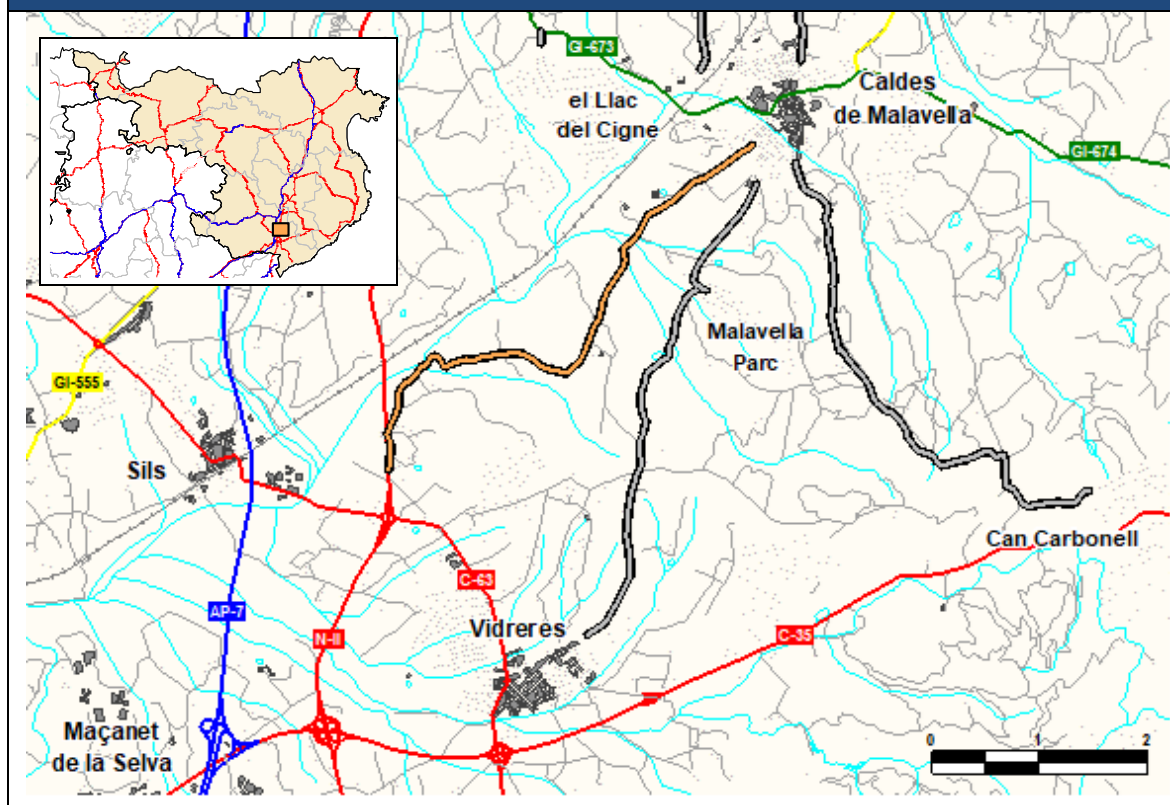 GI-673
Caldes
de Malavella
el Llac
del Cigne
GI-674
Malavella
Parc
GI-555
Sils
Can Carbonell
C-63
AP-7
N-II
Vidreres
C-35
Maçanet
de la Selva
0 1 2